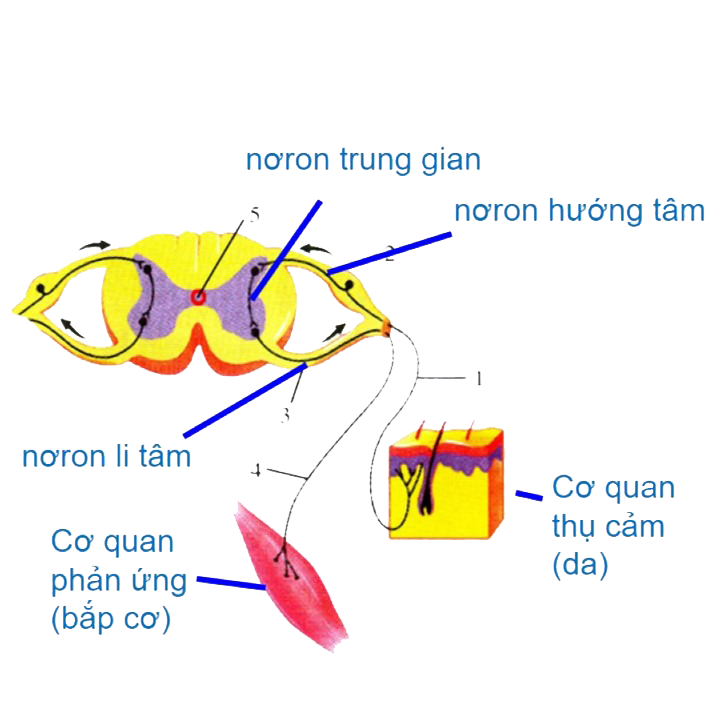 nơron trung gian
nơron hướng tâm
5
2
1
3
nơron li tâm
4
Cơ quan
thụ cảm
(da)
Cơ quan
phản ứng
(bắp cơ)